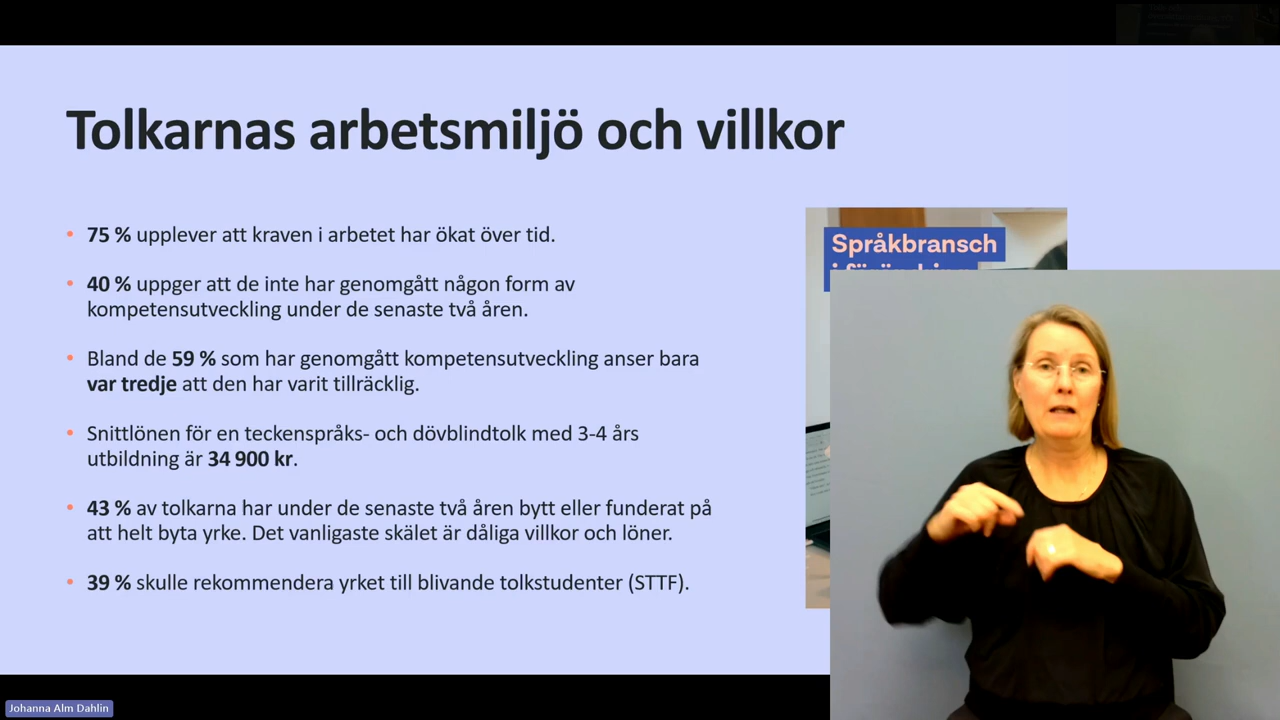 Tolkarnas arbetsmiljö och villkor
75 % upplever att kraven i arbetet har ökat över tid.
40 % uppger att de inte har genomgått någon form av
kompetensutveckling under de senaste två åren.
Bland de 59 % som har genomgått kompetensutveckling anser bara
var tredje att den har varit tillräcklig.
Snittlönen för en teckenspråks- och dövblindtolk med 3-4 års
utbildning är 34 900 kr.
43 % av tolkarna har under de senaste två åren bytt eller funderat på
att helt byta yrke. Det vanligaste skälet är dåliga villkor och löner.
39 % skulle rekommendera yrket till blivande tolkstudenter (STTF).
Språkbransch
Johanna Alm Dahlin